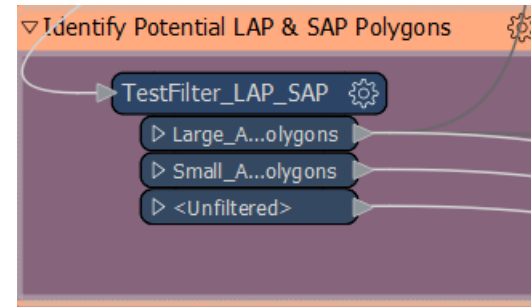 Identify Potential LAP & SAP Polygons
TestFilter_LAP_SAP
Large_A...olygons
Small_A...olygons
<Unfiltered>